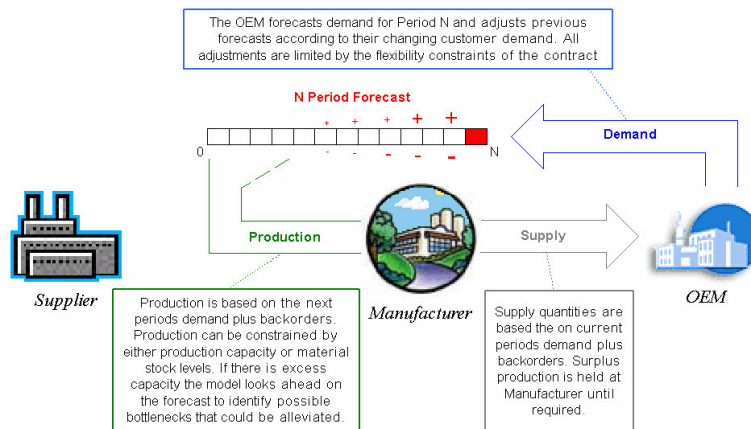 The OEM forecasts demand for Period N and adjusts previous
forecasts according to their changing customer demand. All
adjustments are limited by the flexibility constraints of the contract
N Period Forecast
+ + + + +
0
- - - - -
N
Demand
Production
Supply
Supplier
Manufacturer
OEM
Production is based on the next
periods demand plus backorders.
Production can be constrained by
either production capacity or material
stock levels. If there is excess
capacity the model looks ahead on
the forecast to identify possible
bottlenecks that could be alleviated.
Supply quantities are
based the on current
periods demand plus
backorders. Surplus
production is held at
Manufacturer until
required.